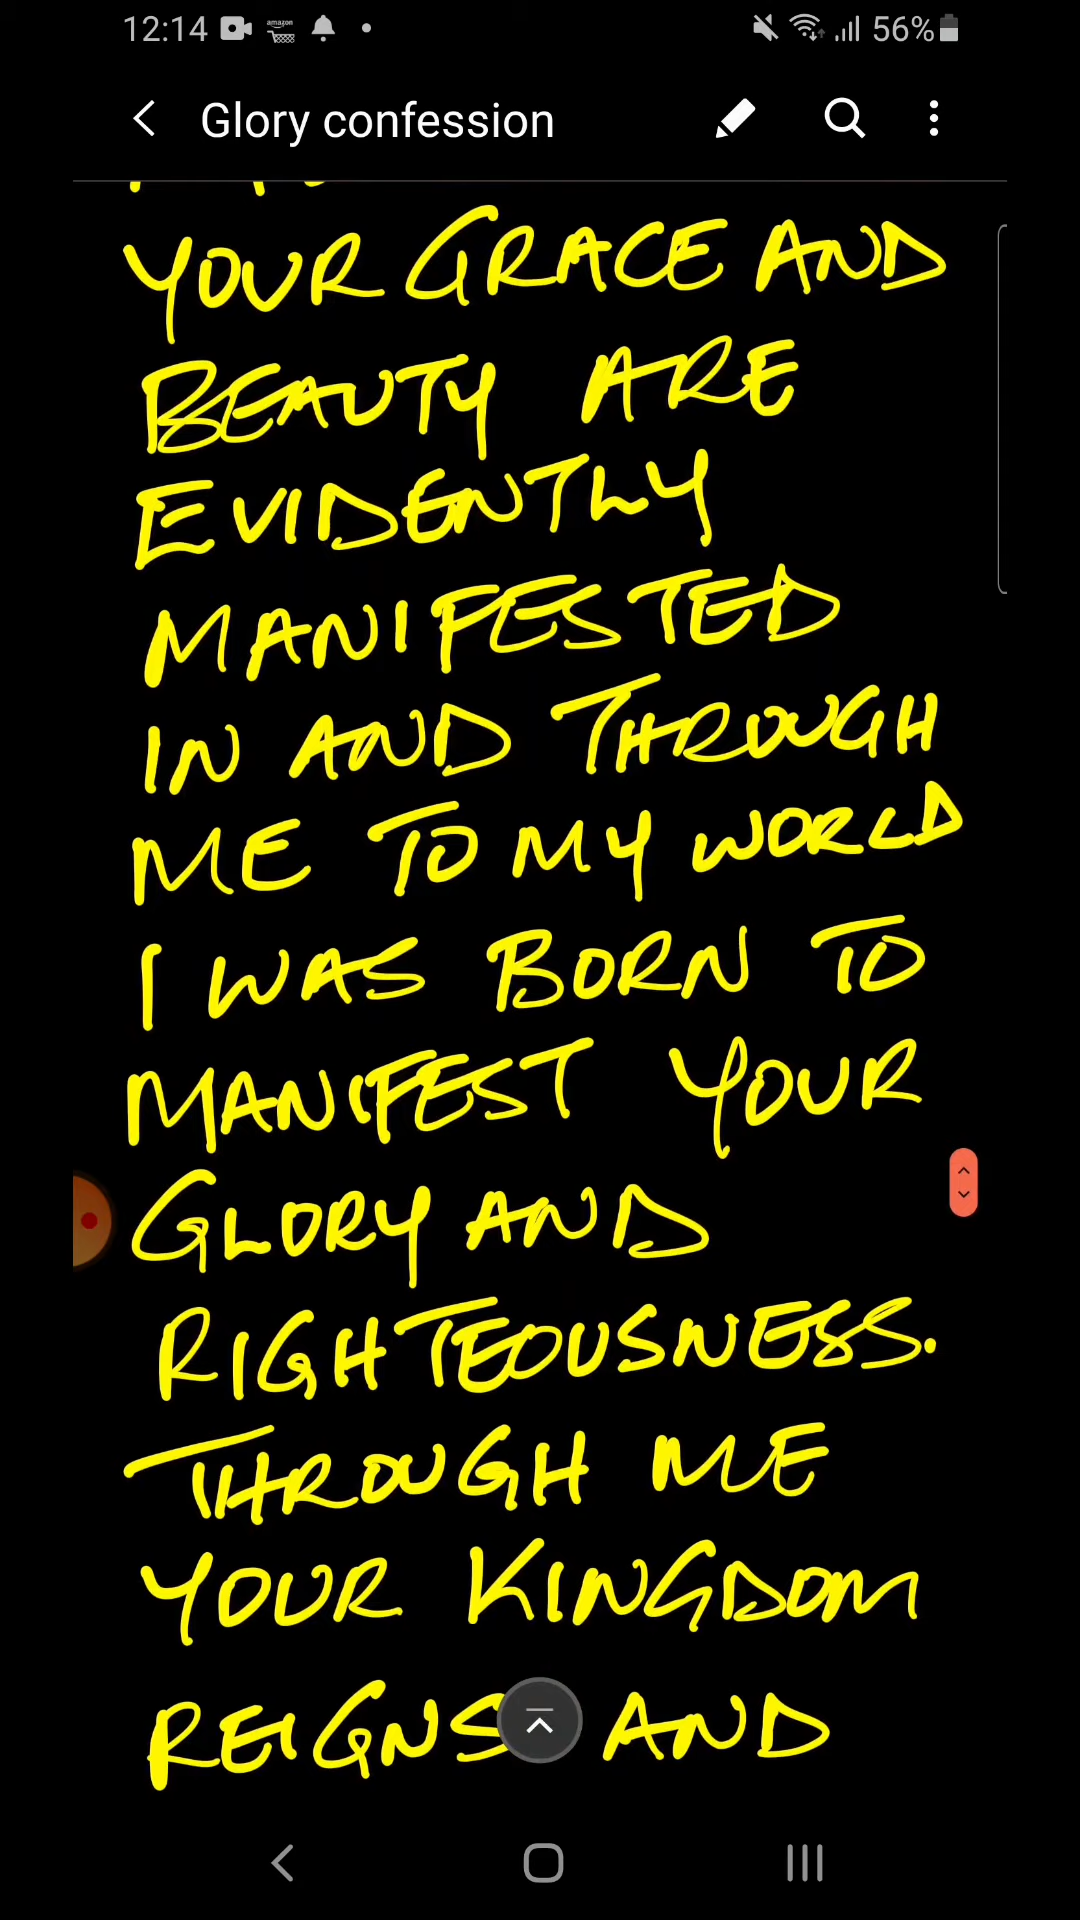 12:14 amazon 56%
Glory confession
YOUR GRACE AND
BEAUTY ARE
EVIDENTLY
MANIFESTED
IN AND THROUGH
ME TO MY WORLD
I WAS BORN TO
MANIFEST YOUR
GLORY AND
RIGHTEOUSNESS.
THROUGH ME
YOUR KINGDOM
REIGNS AND